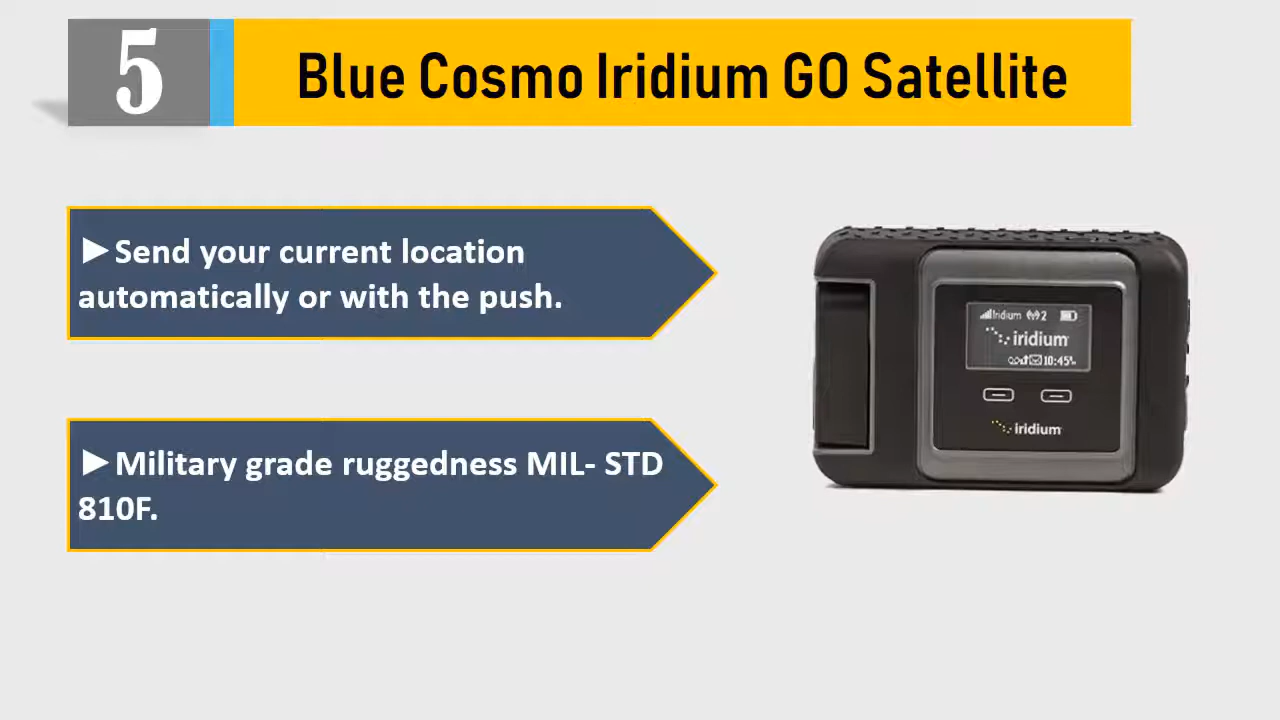 5
Blue Cosmo Iridium GO Satellite
►Send your current location
automatically or with the push.
►Military grade ruggedness MIL- STD
810F.
Iridium 2
iridium
10:45
iridium